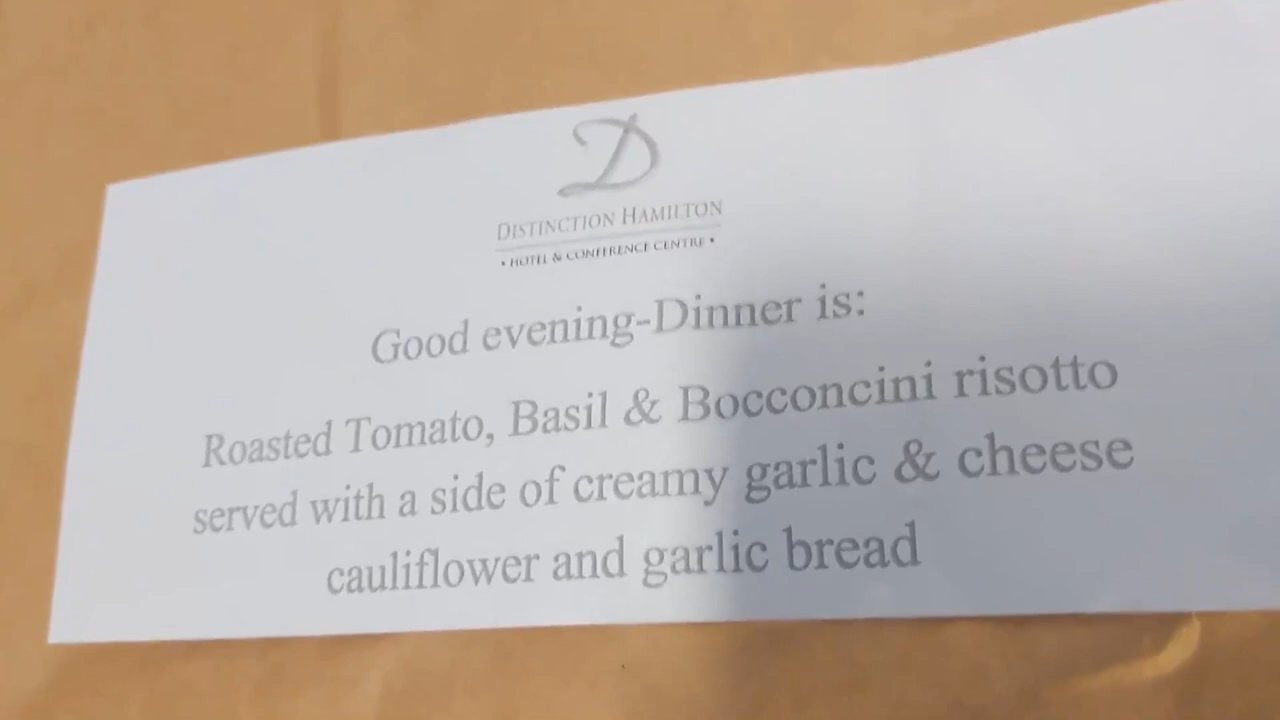 D
DISTINCTION HAMILTON
• HOTEL & CONFERENCE CENTRE •
Good evening-Dinner is:
Roasted Tomato, Basil & Bocconcini risotto
served with a side of creamy garlic & cheese
cauliflower and garlic bread